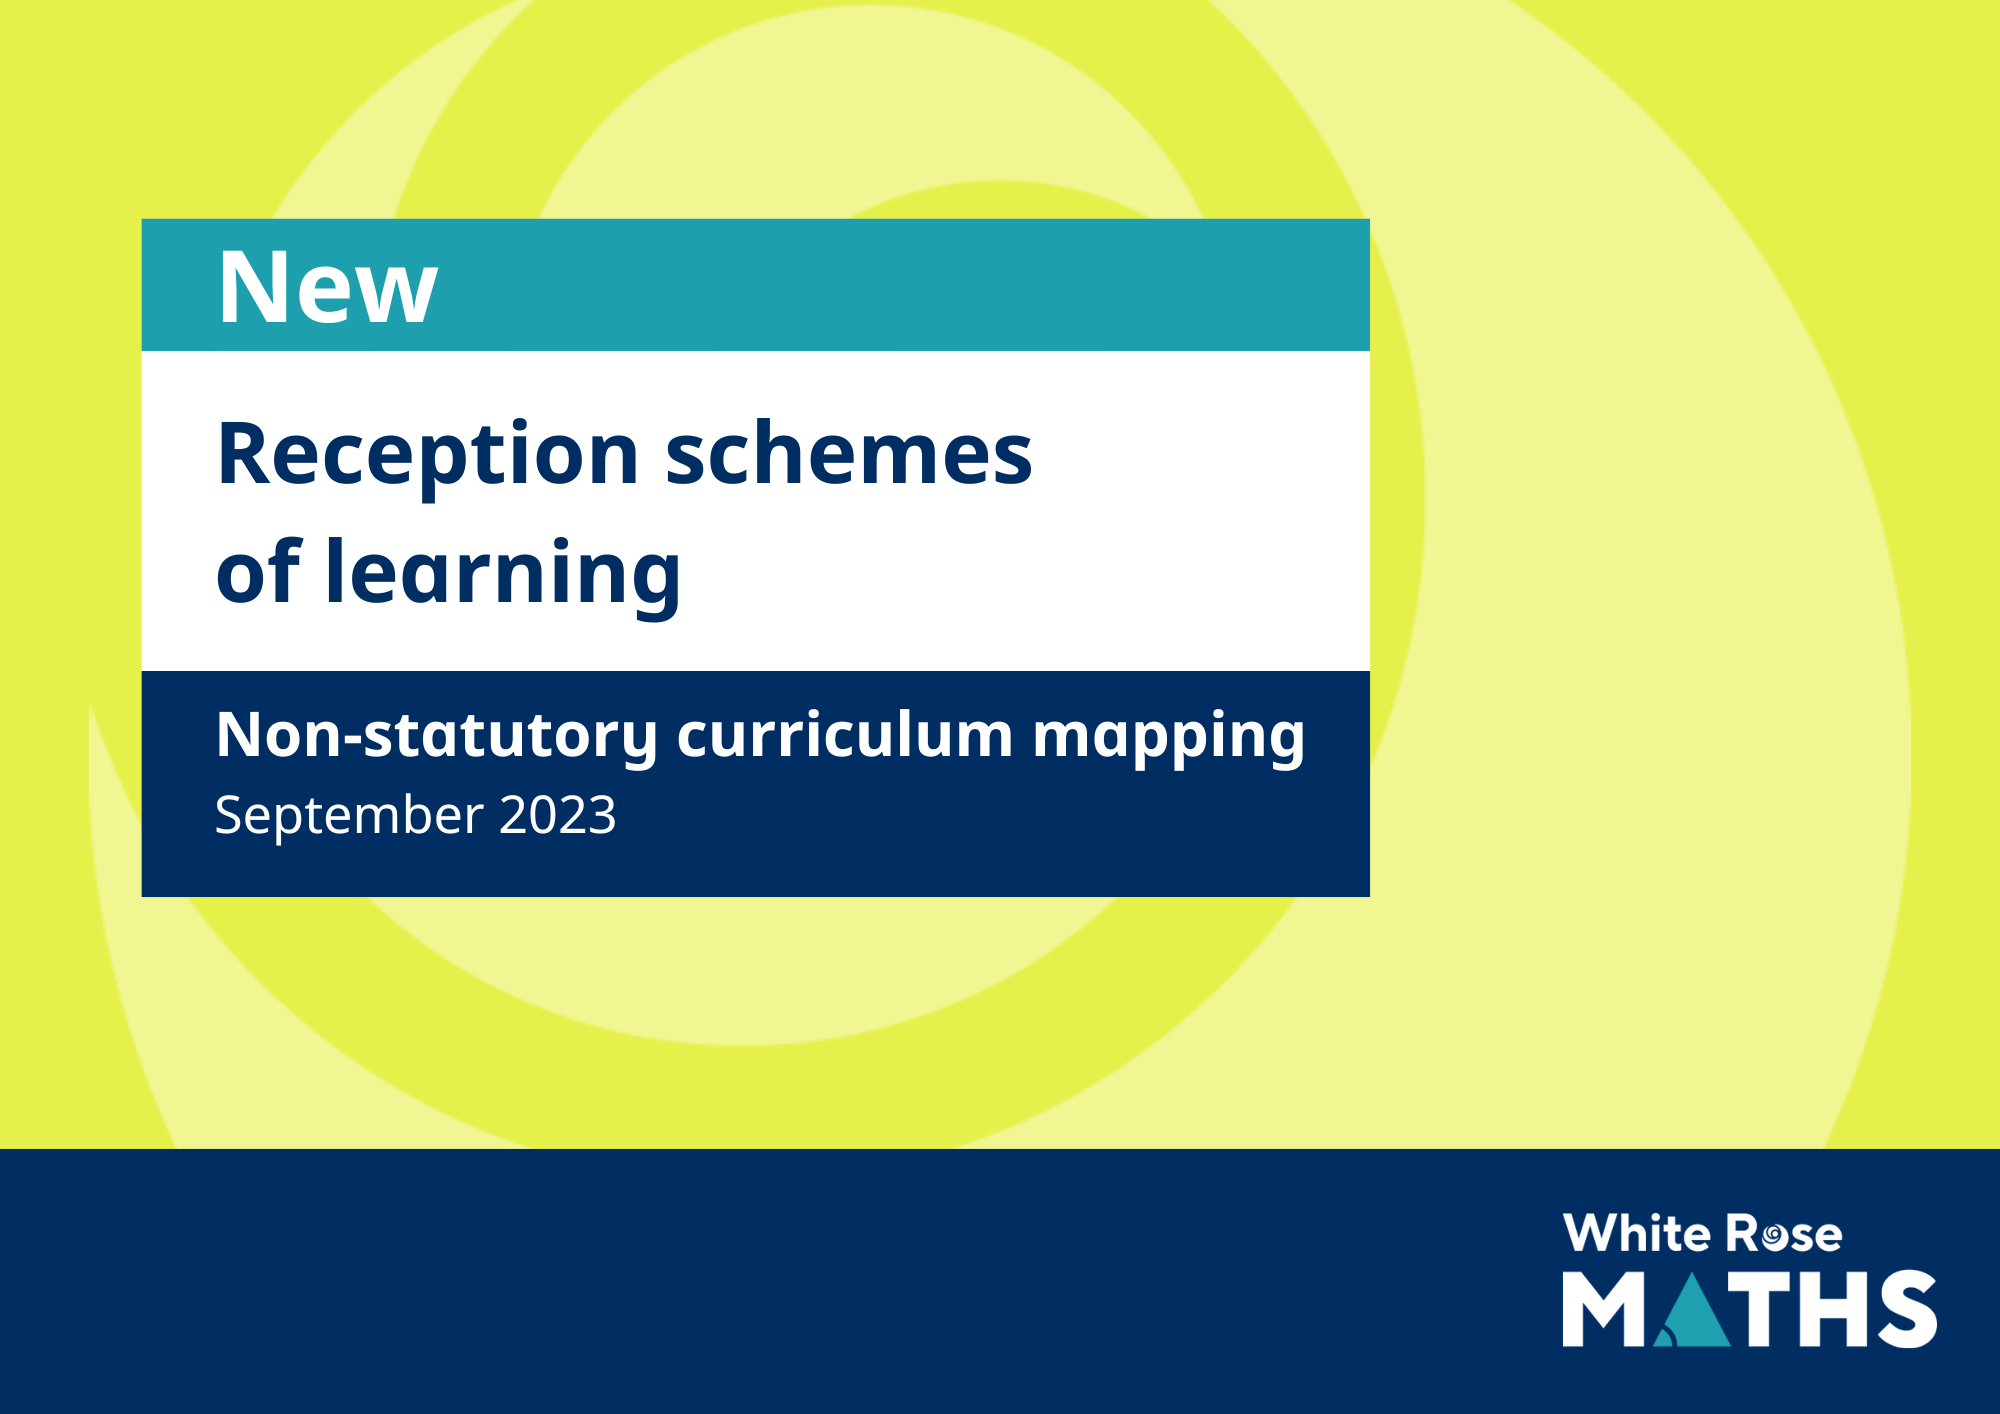 New
Reception schemes
of learning
Non-statutory curriculum mapping
September 2023
White Rose
MATHS